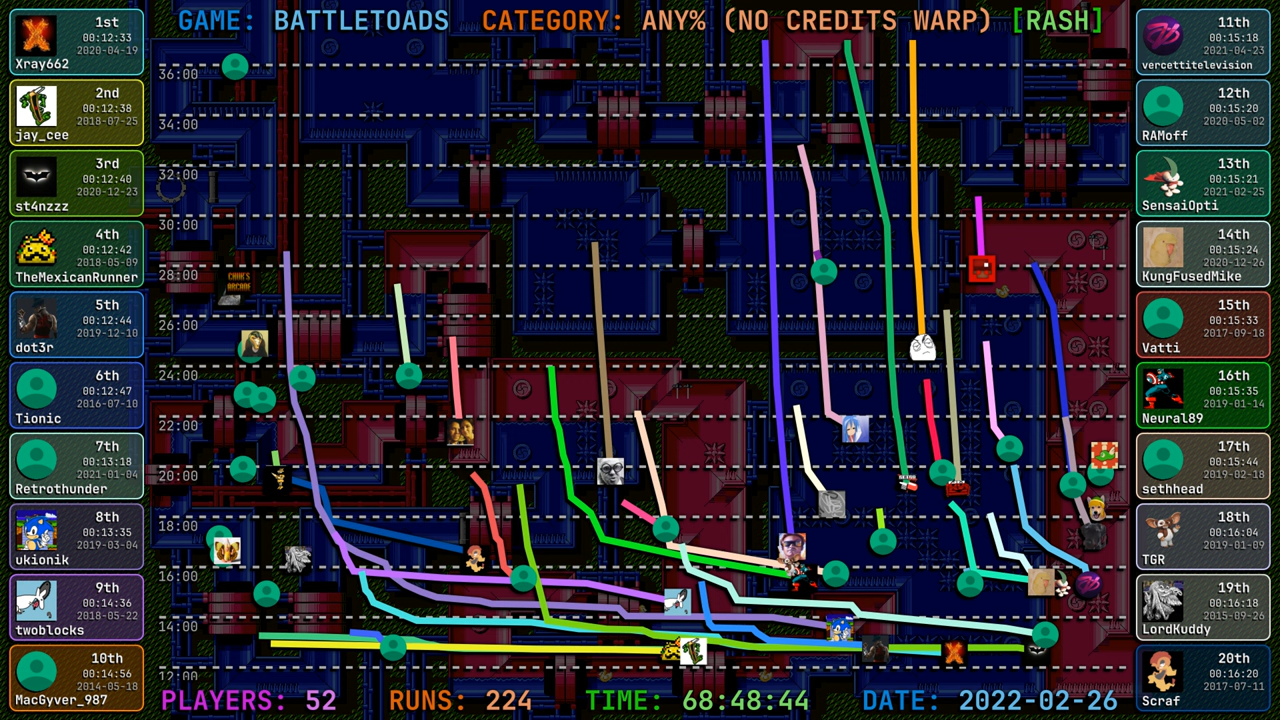 GAME: BATTLETOADS CATEGORY: ANY% (NO CREDITS WARP) [RASH]
1st
00:12:33
2020-04-19
Xray662
2nd
00:12:38
2018-07-25
jay_cee
3rd
00:12:40
2020-12-23
st4nzzz
4th
00:12:42
2018-05-09
TheMexicanRunner
5th
00:12:44
2019-12-10
dot3r
6th
00:12:47
2016-07-10
Tionic
7th
00:13:18
2021-01-04
Retrothunder
8th
00:13:35
2019-03-04
ukionik
9th
00:14:36
2018-05-22
twoblocks
10th
00:14:56
2014-05-18
MacGyver_987
36:00
34:00
32:00
30:00
28:00
26:00
24:00
22:00
20:00
18:00
16:00
14:00
12:00
11th
00:15:18
2021-04-23
vercettitelevision
12th
00:15:20
2020-05-02
RAMoff
13th
00:15:21
2021-02-25
SensaiOpti
14th
00:15:24
2020-12-26
KungFusedMike
15th
00:15:33
2017-09-18
Vatti
16th
00:15:35
2019-01-14
Neural89
17th
00:15:44
2019-02-18
sethhead
18th
00:16:04
2019-01-09
TGR
19th
00:16:18
2015-09-26
LordKuddy
20th
00:16:20
2017-07-11
Scraf
PLAYERS: 52 RUNS: 224 TIME: 68:48:44 DATE: 2022-02-26